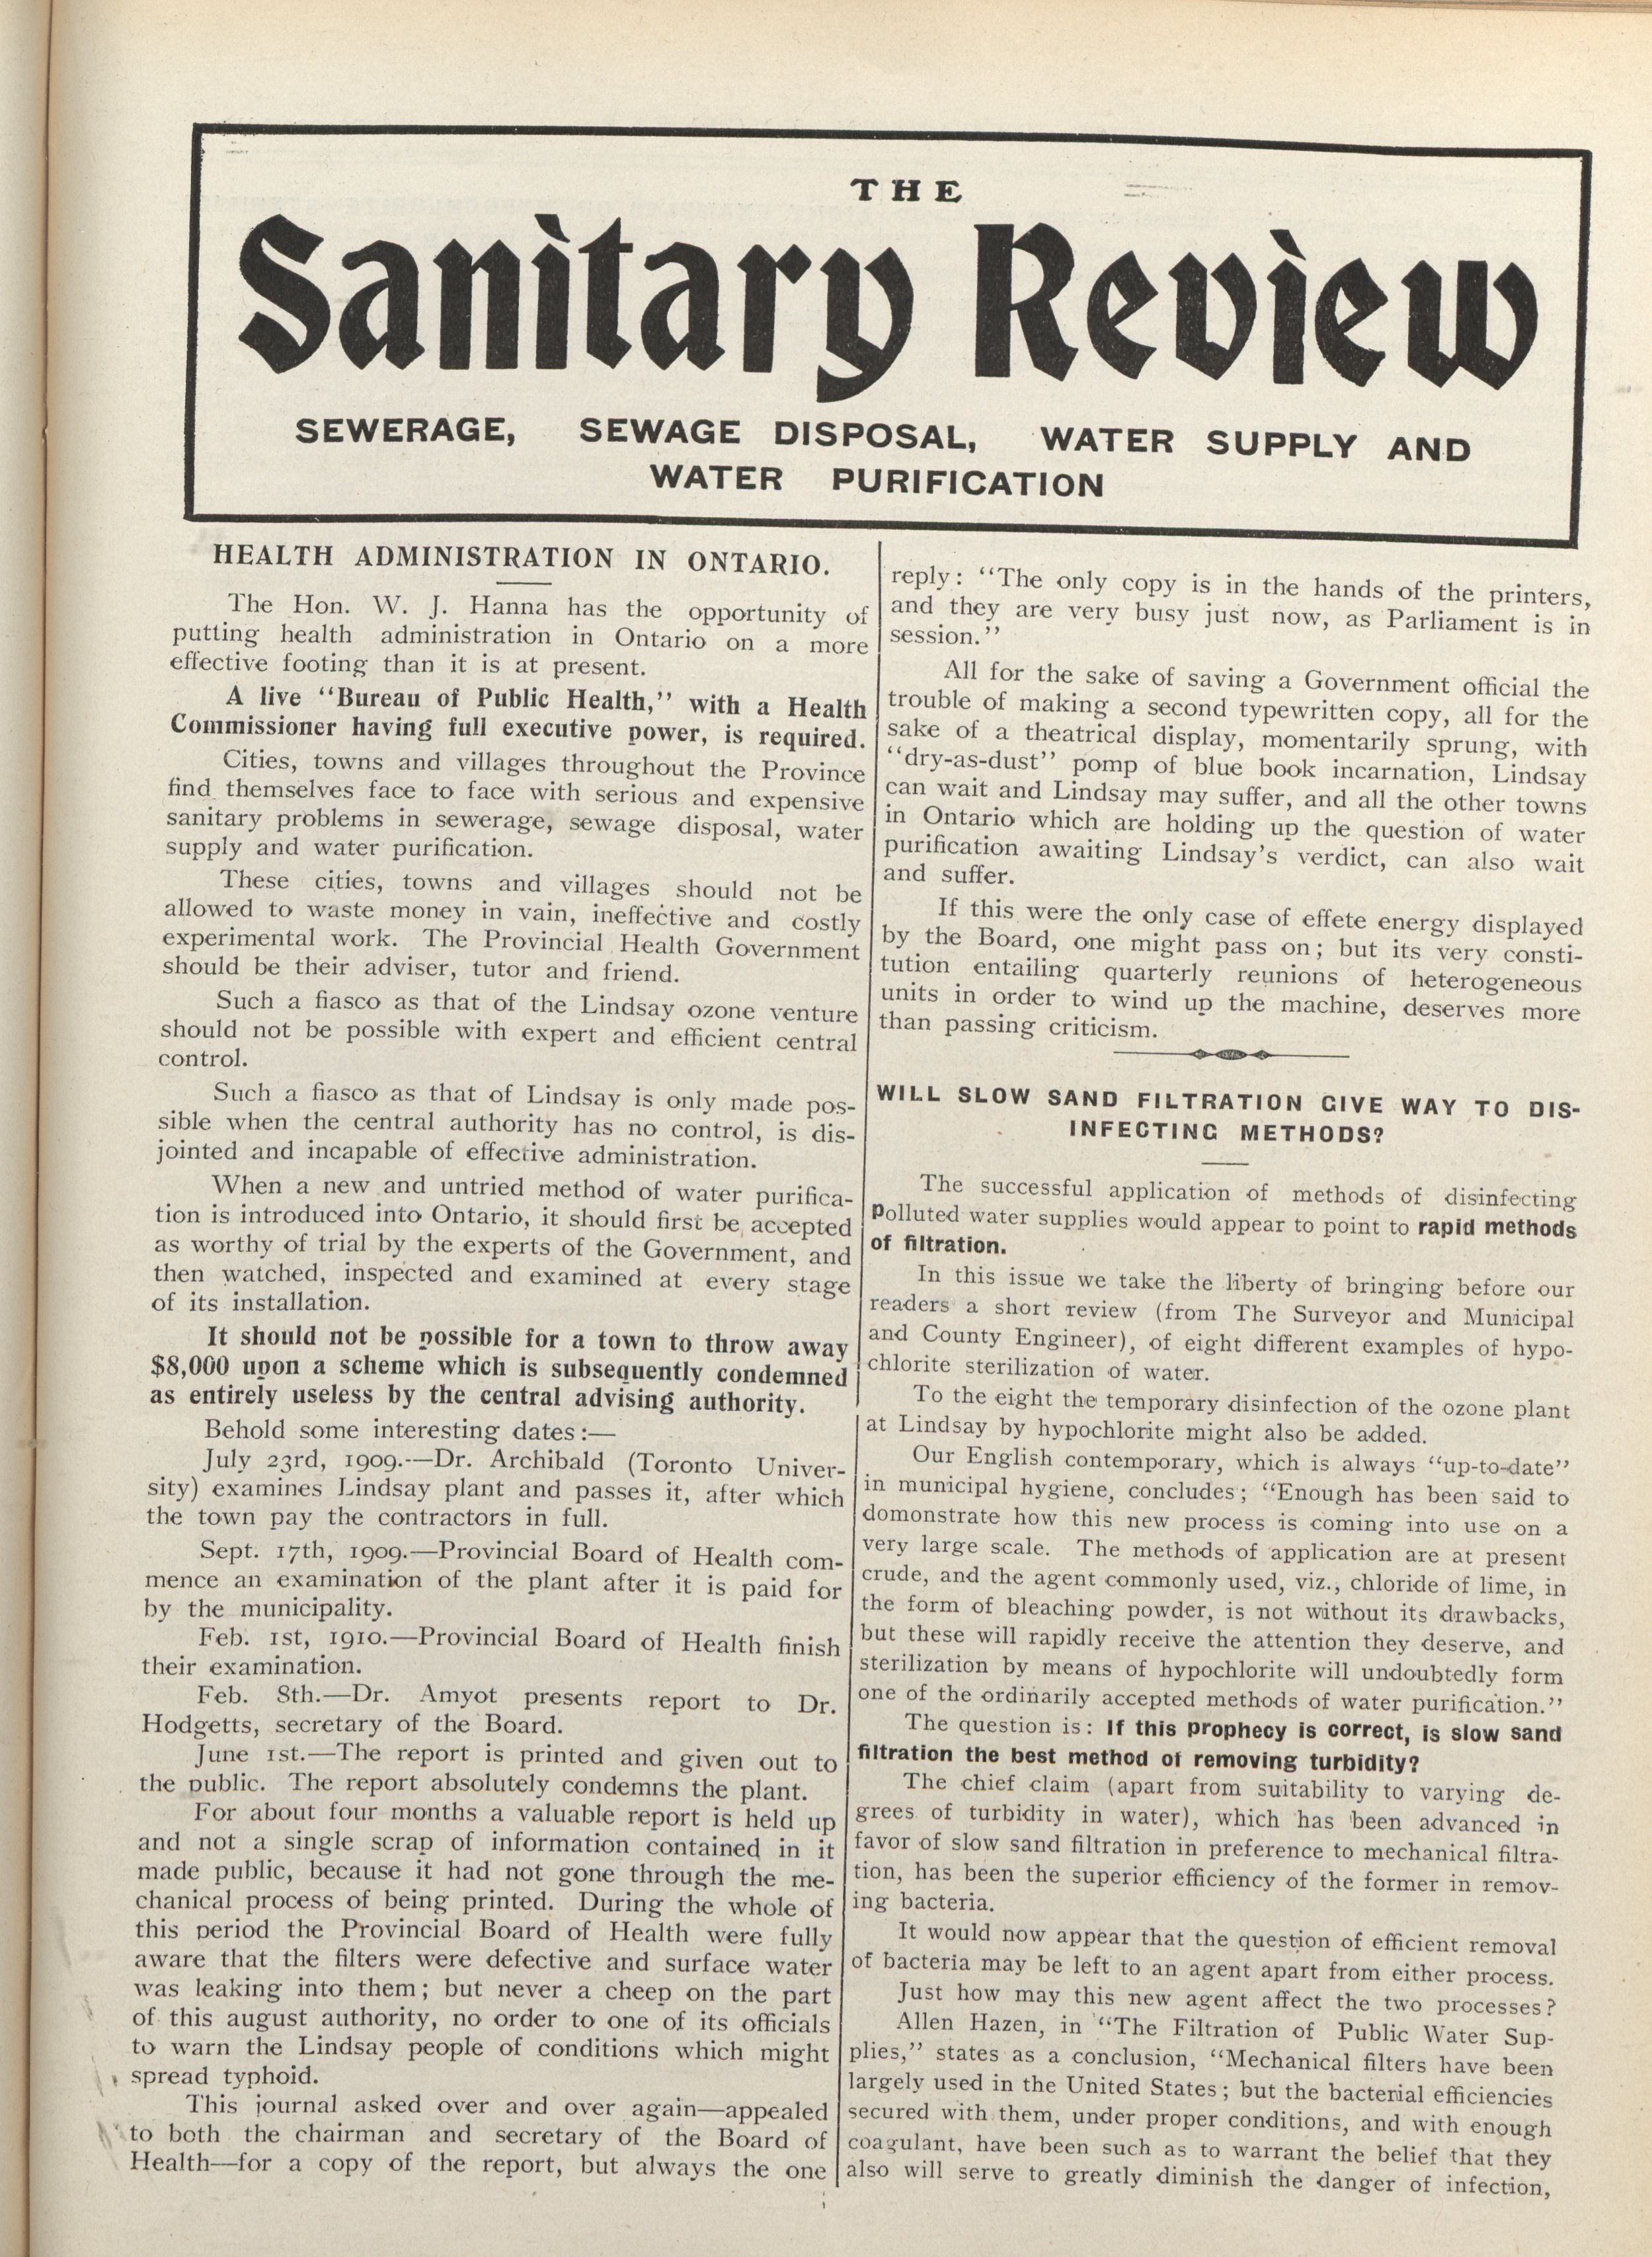 THE
Sanitary Review
SEWERAGE, SEWAGE DISPOSAL, WATER SUPPLY AND
WATER PURIFICATION
HEALTH ADMINISTRATION IN ONTARIO.
The Hon. W. J. Hanna has the opportunity of
putting health administration in Ontario on a more
effective footing than it is at present.
A live "Bureau of Public Health," with a Health
Commissioner having full executive power, is required.
Cities, towns and villages throughout the Province
find themselves face to face with serious and expensive
sanitary problems in sewerage, sewage disposal, water
supply and water purification.
These cities, towns and villages should not be
allowed to waste money in vain, ineffective and costly
experimental work. The Provincial Health Government
should be their adviser, tutor and friend.
Such a fiasco as that of the Lindsay ozone venture
should not be possible with expert and efficient central
control.
Such a fiasco as that of Lindsay is only made pos-
sible when the central authority has no control, is dis-
jointed and incapable of effective administration.
When a new and untried method of water purifica-
tion is introduced into Ontario, it should first be accepted
as worthy of trial by the experts of the Government, and
then watched, inspected and examined at every stage
of its installation.
It should not be possible for a town to throw away
$8,000 upon a scheme which is subsequently condemned
as entirely useless by the central advising authority.
Behold some interesting dates:—
July 23rd, 1909.—Dr. Archibald (Toronto Univer-
sity) examines Lindsay plant and passes it, after which
the town pay the contractors in full.
Sept. 17th, 1909.—Provincial Board of Health com-
mence an examination of the plant after it is paid for
by the municipality.
Feb. 1st, 1910.—Provincial Board of Health finish
their examination.
Feb. 8th.—Dr. Amyot presents report to Dr.
Hodgetts, secretary of the Board.
June 1st.—The report is printed and given out to
the public. The report absolutely condemns the plant.
For about four months a valuable report is held up
and not a single scrap of information contained in it
made public, because it had not gone through the me-
chanical process of being printed. During the whole of
this period the Provincial Board of Health were fully
aware that the filters were defective and surface water
was leaking into them; but never a cheep on the part
of this august authority, no order to one of its officials
to warn the Lindsay people of conditions which might
spread typhoid.
This journal asked over and over again—appealed
to both the chairman and secretary of the Board of
Health—for a copy of the report, but always the one
reply: "The only copy is in the hands of the printers,
and they are very busy just now, as Parliament is in
session."
All for the sake of saving a Government official the
trouble of making a second typewritten copy, all for the
sake of a theatrical display, momentarily sprung, with
"dry-as-dust" pomp of blue book incarnation, Lindsay
can wait and Lindsay may suffer, and all the other towns
in Ontario which are holding up the question of water
purification awaiting Lindsay's verdict, can also wait
and suffer.
If this were the only case of effete energy displayed
by the Board, one might pass on; but its very consti-
tution entailing quarterly reunions of heterogeneous
units in order to wind up the machine, deserves more
than passing criticism.
WILL SLOW SAND FILTRATION GIVE WAY TO DIS-
INFECTING METHODS?
The successful application of methods of disinfecting
polluted water supplies would appear to point to rapid methods
of filtration.
In this issue we take the liberty of bringing before our
readers a short review (from The Surveyor and Municipal
and County Engineer), of eight different examples of hypo-
chlorite sterilization of water.
To the eight the temporary disinfection of the ozone plant
at Lindsay by hypochlorite might also be added.
Our English contemporary, which is always "up-to-date"
in municipal hygiene, concludes; "Enough has been said to
domonstrate how this new process is coming into use on a
very large scale. The methods of application are at present
crude, and the agent commonly used, viz., chloride of lime, in
the form of bleaching powder, is not without its drawbacks,
but these will rapidly receive the attention they deserve, and
sterilization by means of hypochlorite will undoubtedly form
one of the ordinarily accepted methods of water purification."
The question is: If this prophecy is correct, is slow sand
filtration the best method of removing turbidity?
The chief claim (apart from suitability to varying de-
grees of turbidity in water), which has been advanced in
favor of slow sand filtration in preference to mechanical filtra-
tion, has been the superior efficiency of the former in remov-
ing bacteria.
It would now appear that the question of efficient removal
of bacteria may be left to an agent apart from either process.
Just how may this new agent affect the two processes?
Allen Hazen, in "The Filtration of Public Water Sup-
plies," states as a conclusion, "Mechanical filters have been
largely used in the United States; but the bacterial efficiencies
secured with them, under proper conditions, and with enough
coagulant, have been such as to warrant the belief that they
also will serve to greatly diminish the danger of infection,